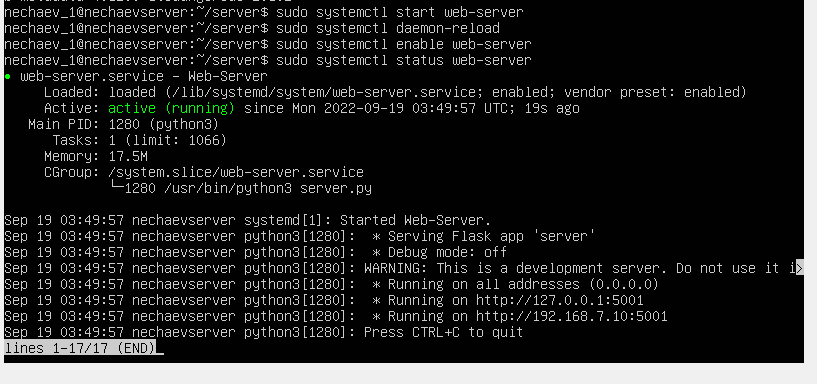 nechaev_1@nechaevserver:~/server$ sudo systemctl start web-server
nechaev_1@nechaevserver:~/server$ sudo systemctl daemon-reload
nechaev_1@nechaevserver:~/server$ sudo systemctl enable web-server
nechaev_1@nechaevserver:~/server$ sudo systemctl status web-server
● web-server.service - Web-Server
Loaded: loaded (/lib/systemd/system/web-server.service; enabled; vendor preset: enabled)
Active: active (running) since Mon 2022-09-19 03:49:57 UTC; 19s ago
Main PID: 1280 (python3)
Tasks: 1 (limit: 1066)
Memory: 17.5M
CGroup: /system.slice/web-server.service
└─1280 /usr/bin/python3 server.py
Sep 19 03:49:57 nechaevserver systemd[1]: Started Web-Server.
Sep 19 03:49:57 nechaevserver python3[1280]:  * Serving Flask app 'server'
Sep 19 03:49:57 nechaevserver python3[1280]:  * Debug mode: off
Sep 19 03:49:57 nechaevserver python3[1280]: WARNING: This is a development server. Do not use it i>
Sep 19 03:49:57 nechaevserver python3[1280]:  * Running on all addresses (0.0.0.0)
Sep 19 03:49:57 nechaevserver python3[1280]:  * Running on http://127.0.0.1:5001
Sep 19 03:49:57 nechaevserver python3[1280]:  * Running on http://192.168.7.10:5001
Sep 19 03:49:57 nechaevserver python3[1280]: Press CTRL+C to quit
lines 1-17/17 (END)